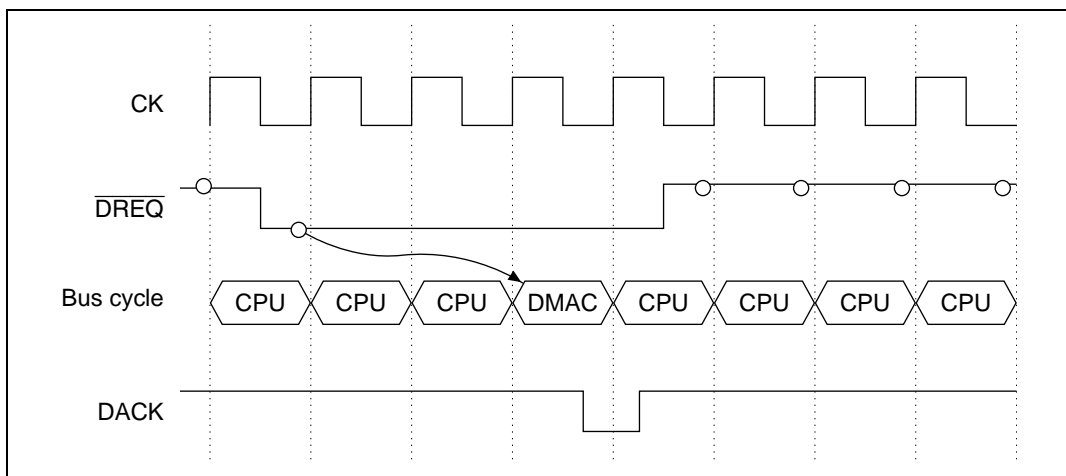 CK
DREQ
Bus cycle CPU CPU CPU DMAC CPU CPU CPU CPU
DACK